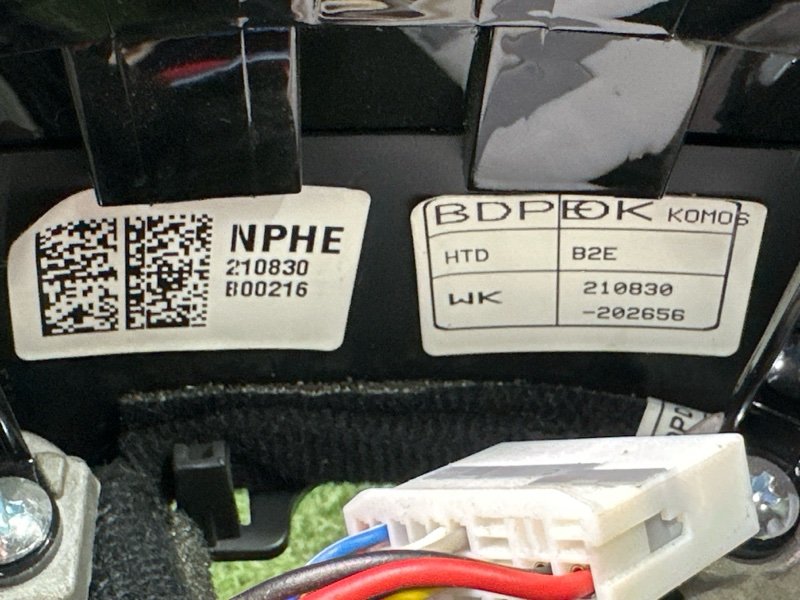 NPHE
210830
B00216
BDPEOK KOMOS
HTD B2E
WK 210830
-202656